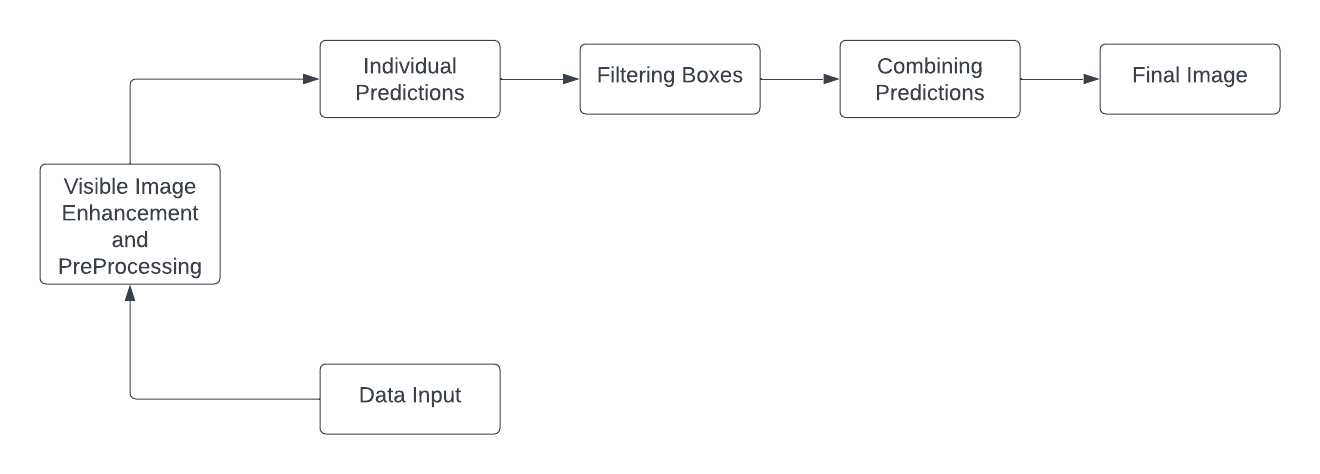 Individual
Predictions
Filtering Boxes
Combining
Predictions
Final Image
Visible Image
Enhancement
and
PreProcessing
Data Input